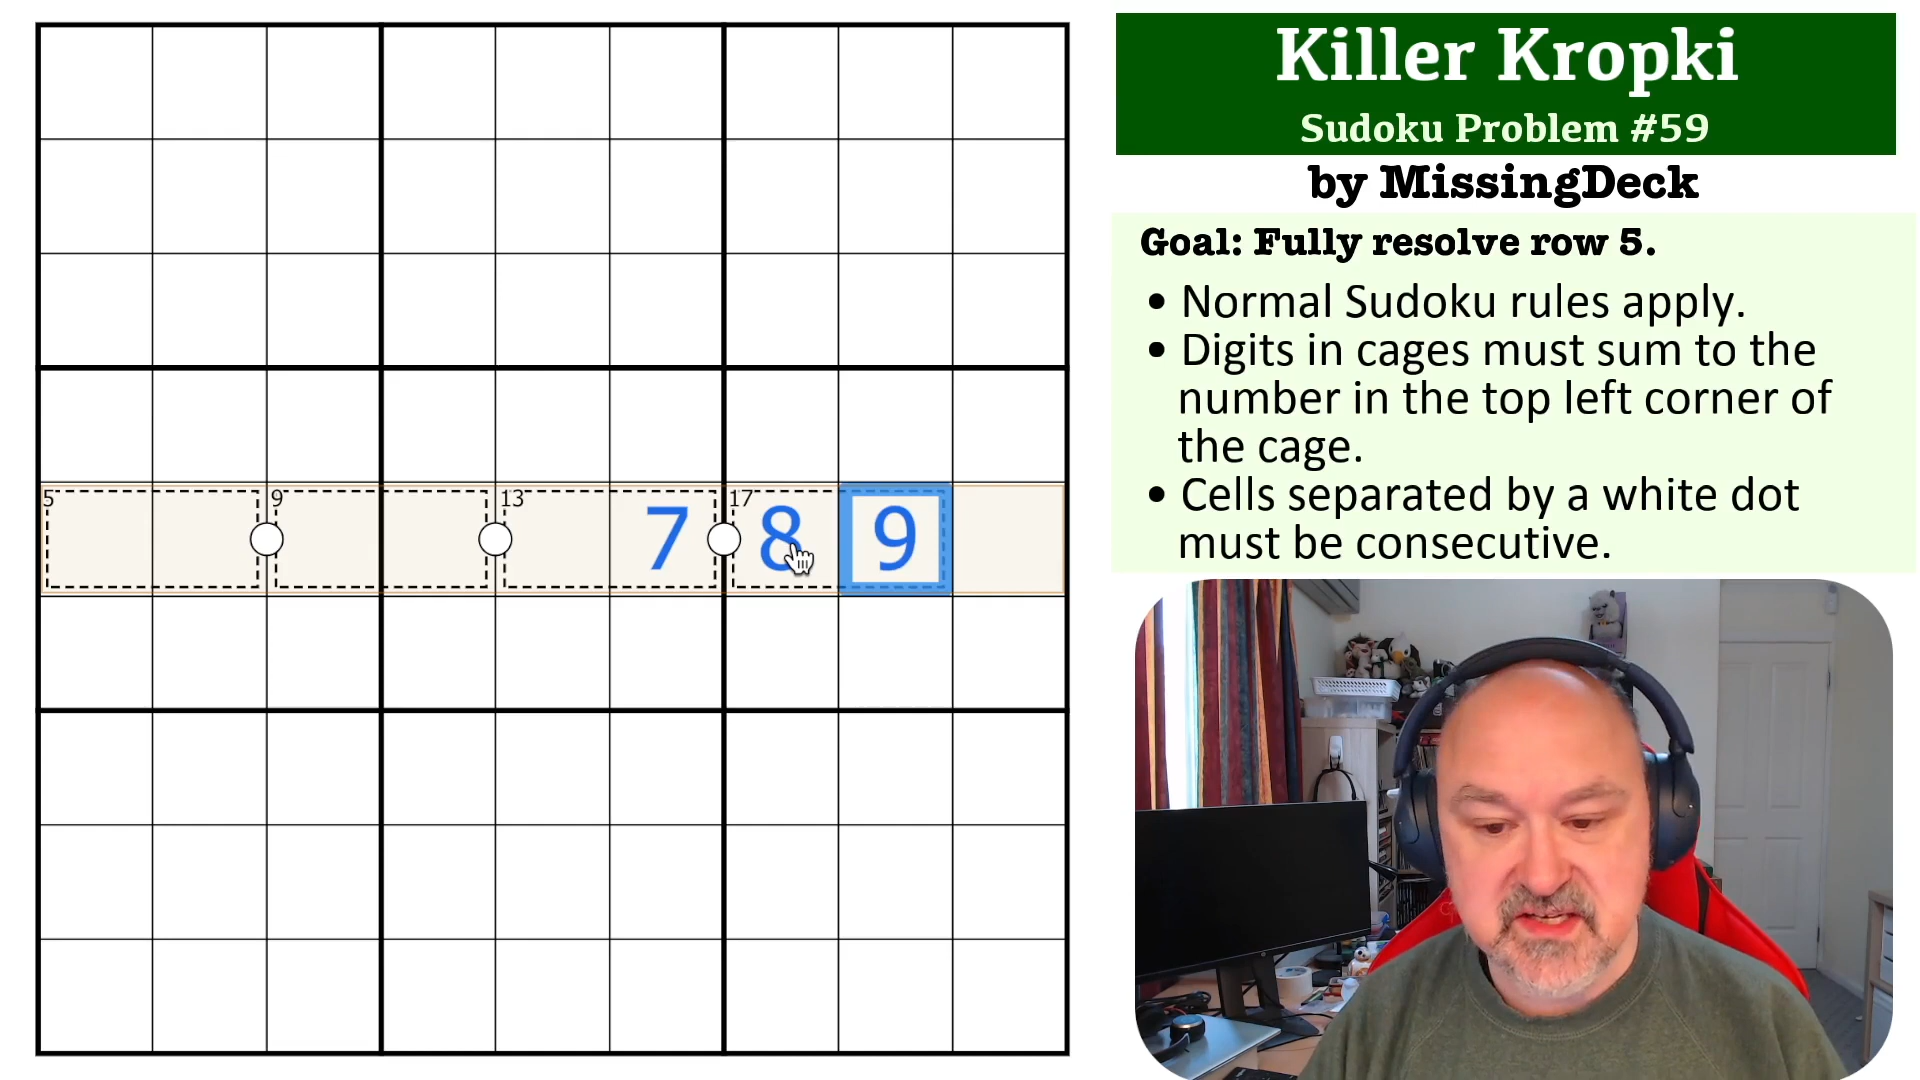 Killer Kropki
Sudoku Problem #59
by MissingDeck
Goal: Fully resolve row 5.
• Normal Sudoku rules apply.
• Digits in cages must sum to the
number in the top left corner of
the cage.
• Cells separated by a white dot
must be consecutive.
5 9 13 17
7 8 9